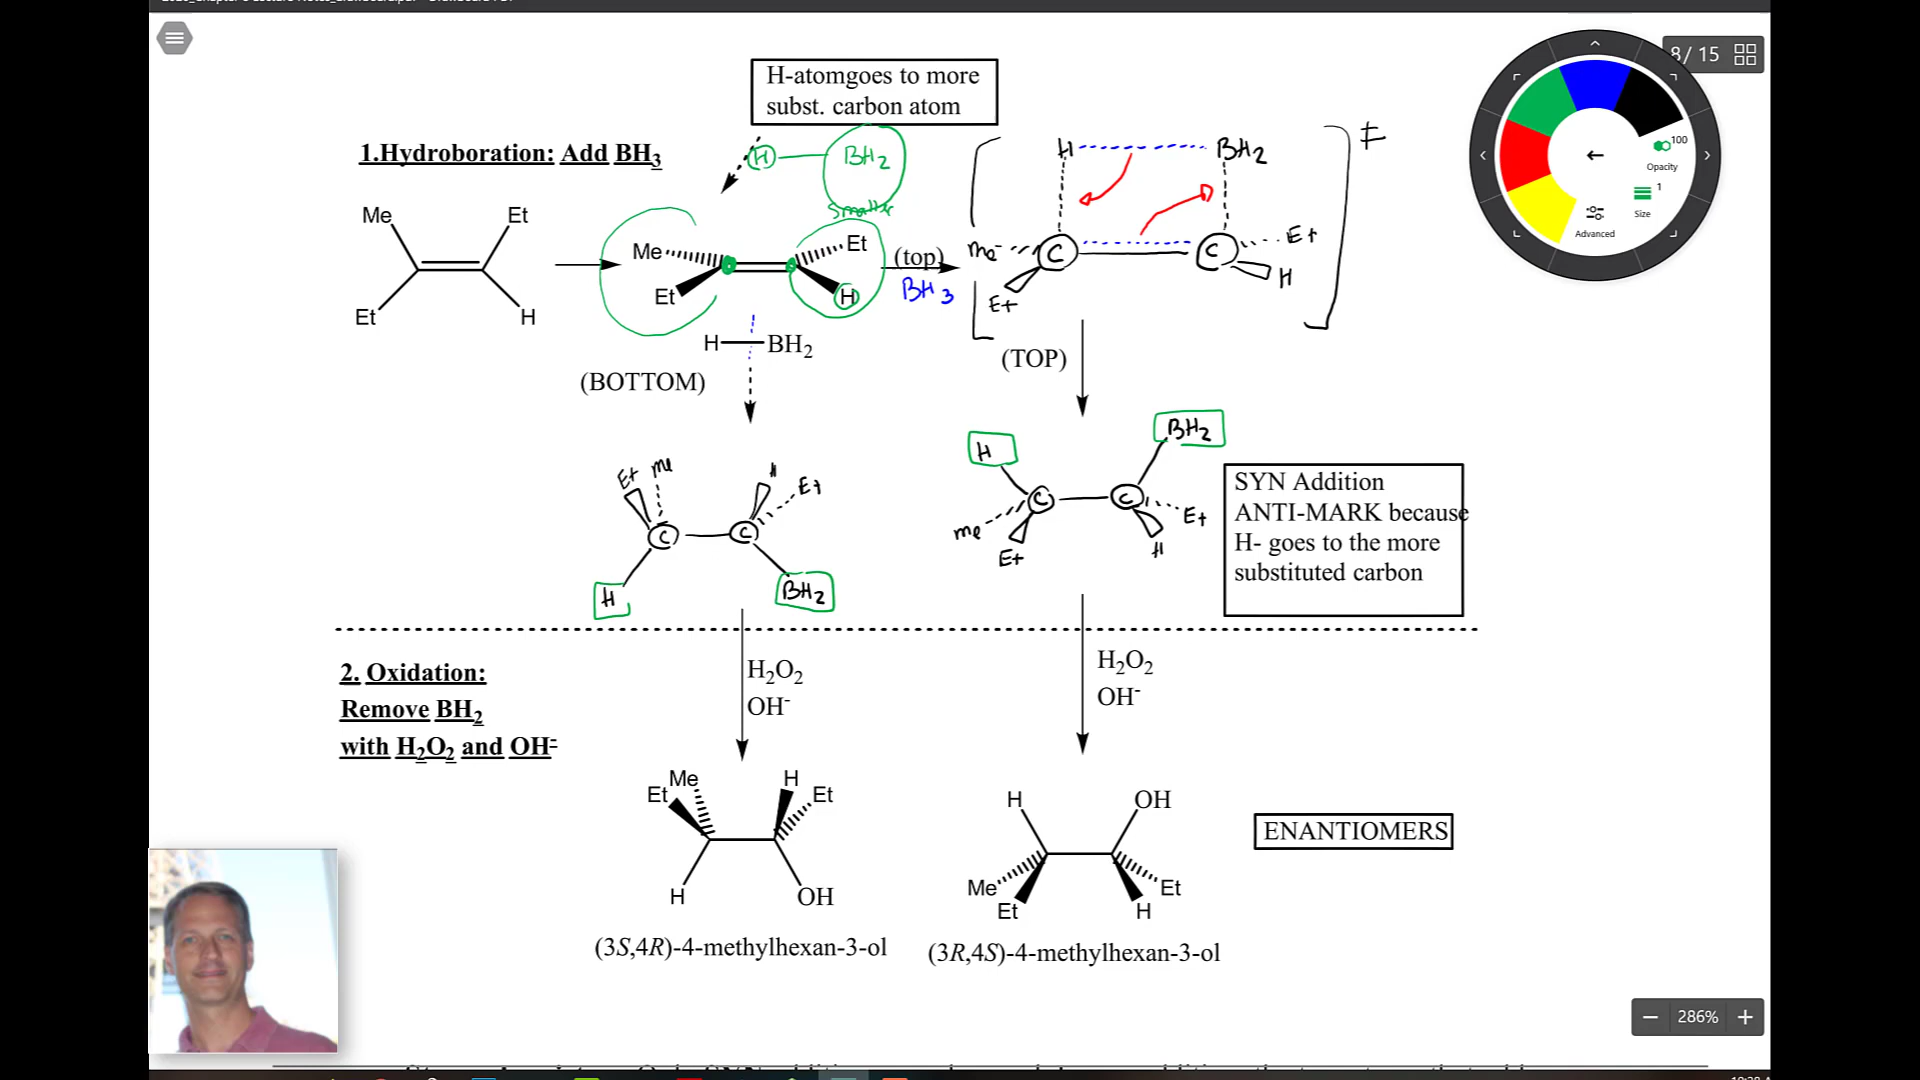 H-atomgoes to more
subst. carbon atom
8/ 15
1.Hydroboration: Add BH3
H
BH2
smaller
H
BH2
‡
100
Opacity
1
Size
Advanced
Me
Et
Et
H
Me
Et
Et
H
(top)
BH3
Me
C
Et
C
Et
H
H
BH2
(BOTTOM)
(TOP)
H
BH2
Et
Me
C
H
C
Et
H
BH2
Me
C
Et
C
Et
H
SYN Addition
ANTI-MARK because
H- goes to the more
substituted carbon
2. Oxidation:
Remove BH2
with H2O2 and OH-
H2O2
OH-
H2O2
OH-
Me
Et
H
Et
H
OH
H
OH
Me
Et
Et
H
ENANTIOMERS
(3S,4R)-4-methylhexan-3-ol
(3R,4S)-4-methylhexan-3-ol
286%